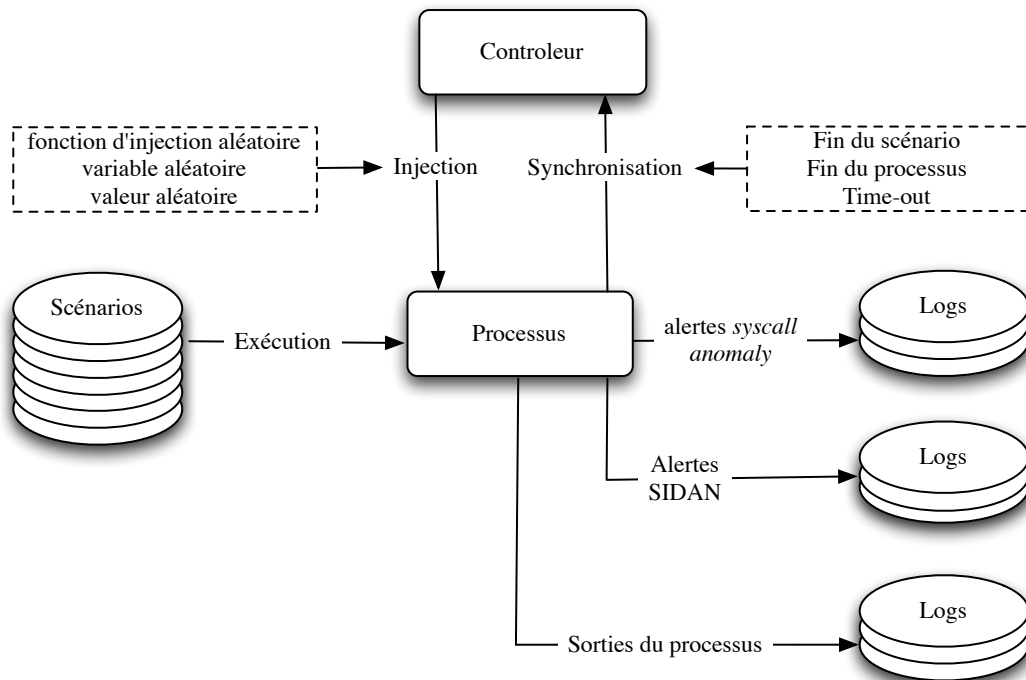 Controleur
fonction d'injection aléatoire
variable aléatoire
valeur aléatoire
Injection
Synchronisation
Fin du scénario
Fin du processus
Time-out
Scénarios
Exécution
Processus
alertes syscall
anomaly
Logs
Alertes
SIDAN
Logs
Sorties du processus
Logs